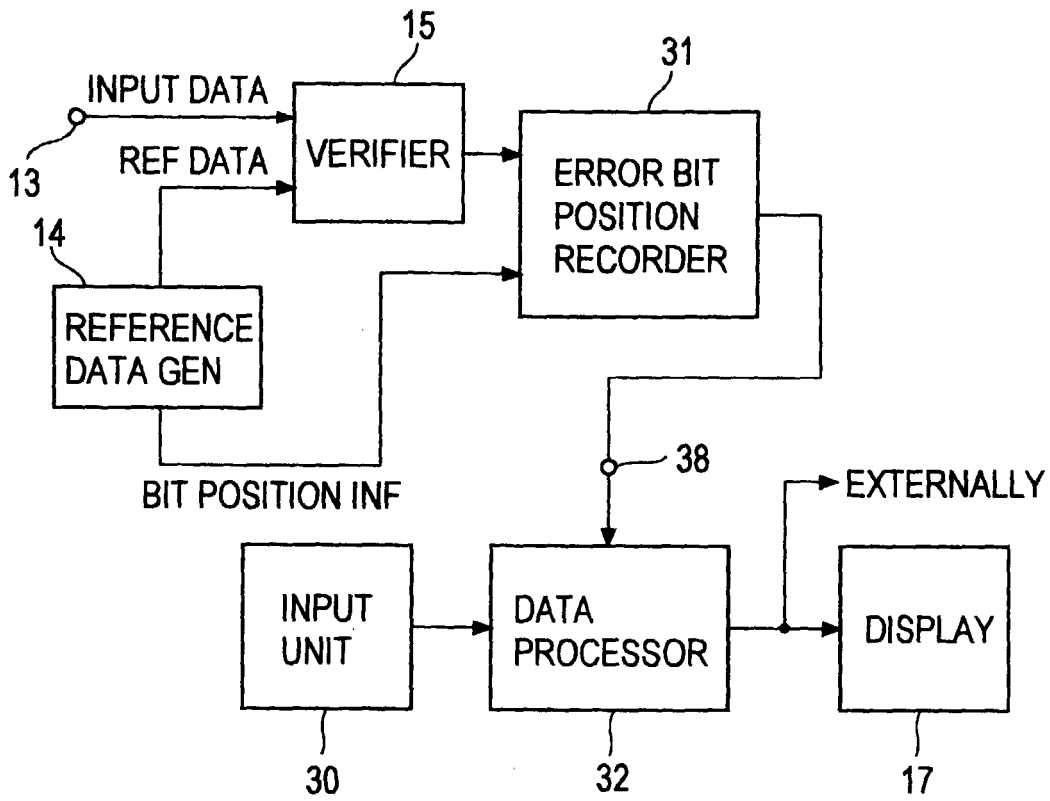 15
31
INPUT DATA
VERIFIER
13
REF DATA
ERROR BIT
POSITION
RECORDER
14
REFERENCE
DATA GEN
38
BIT POSITION INF
EXTERNALLY
INPUT
UNIT
DATA
PROCESSOR
DISPLAY
30
32
17